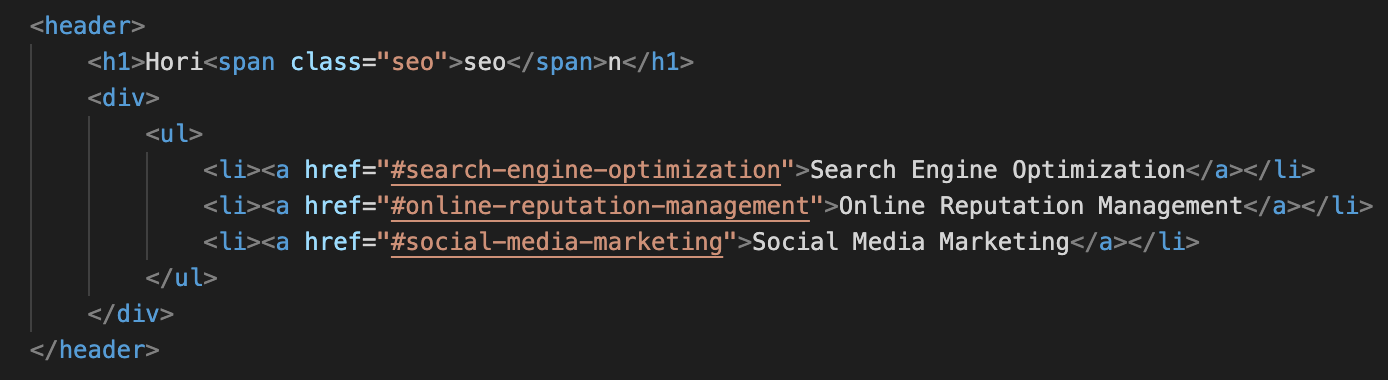 <header>
<h1>Hori<span class="seo">seo</span>n</h1>
<div>
<ul>
<li><a href="#search-engine-optimization">Search Engine Optimization</a></li>
<li><a href="#online-reputation-management">Online Reputation Management</a></li>
<li><a href="#social-media-marketing">Social Media Marketing</a></li>
</ul>
</div>
</header>